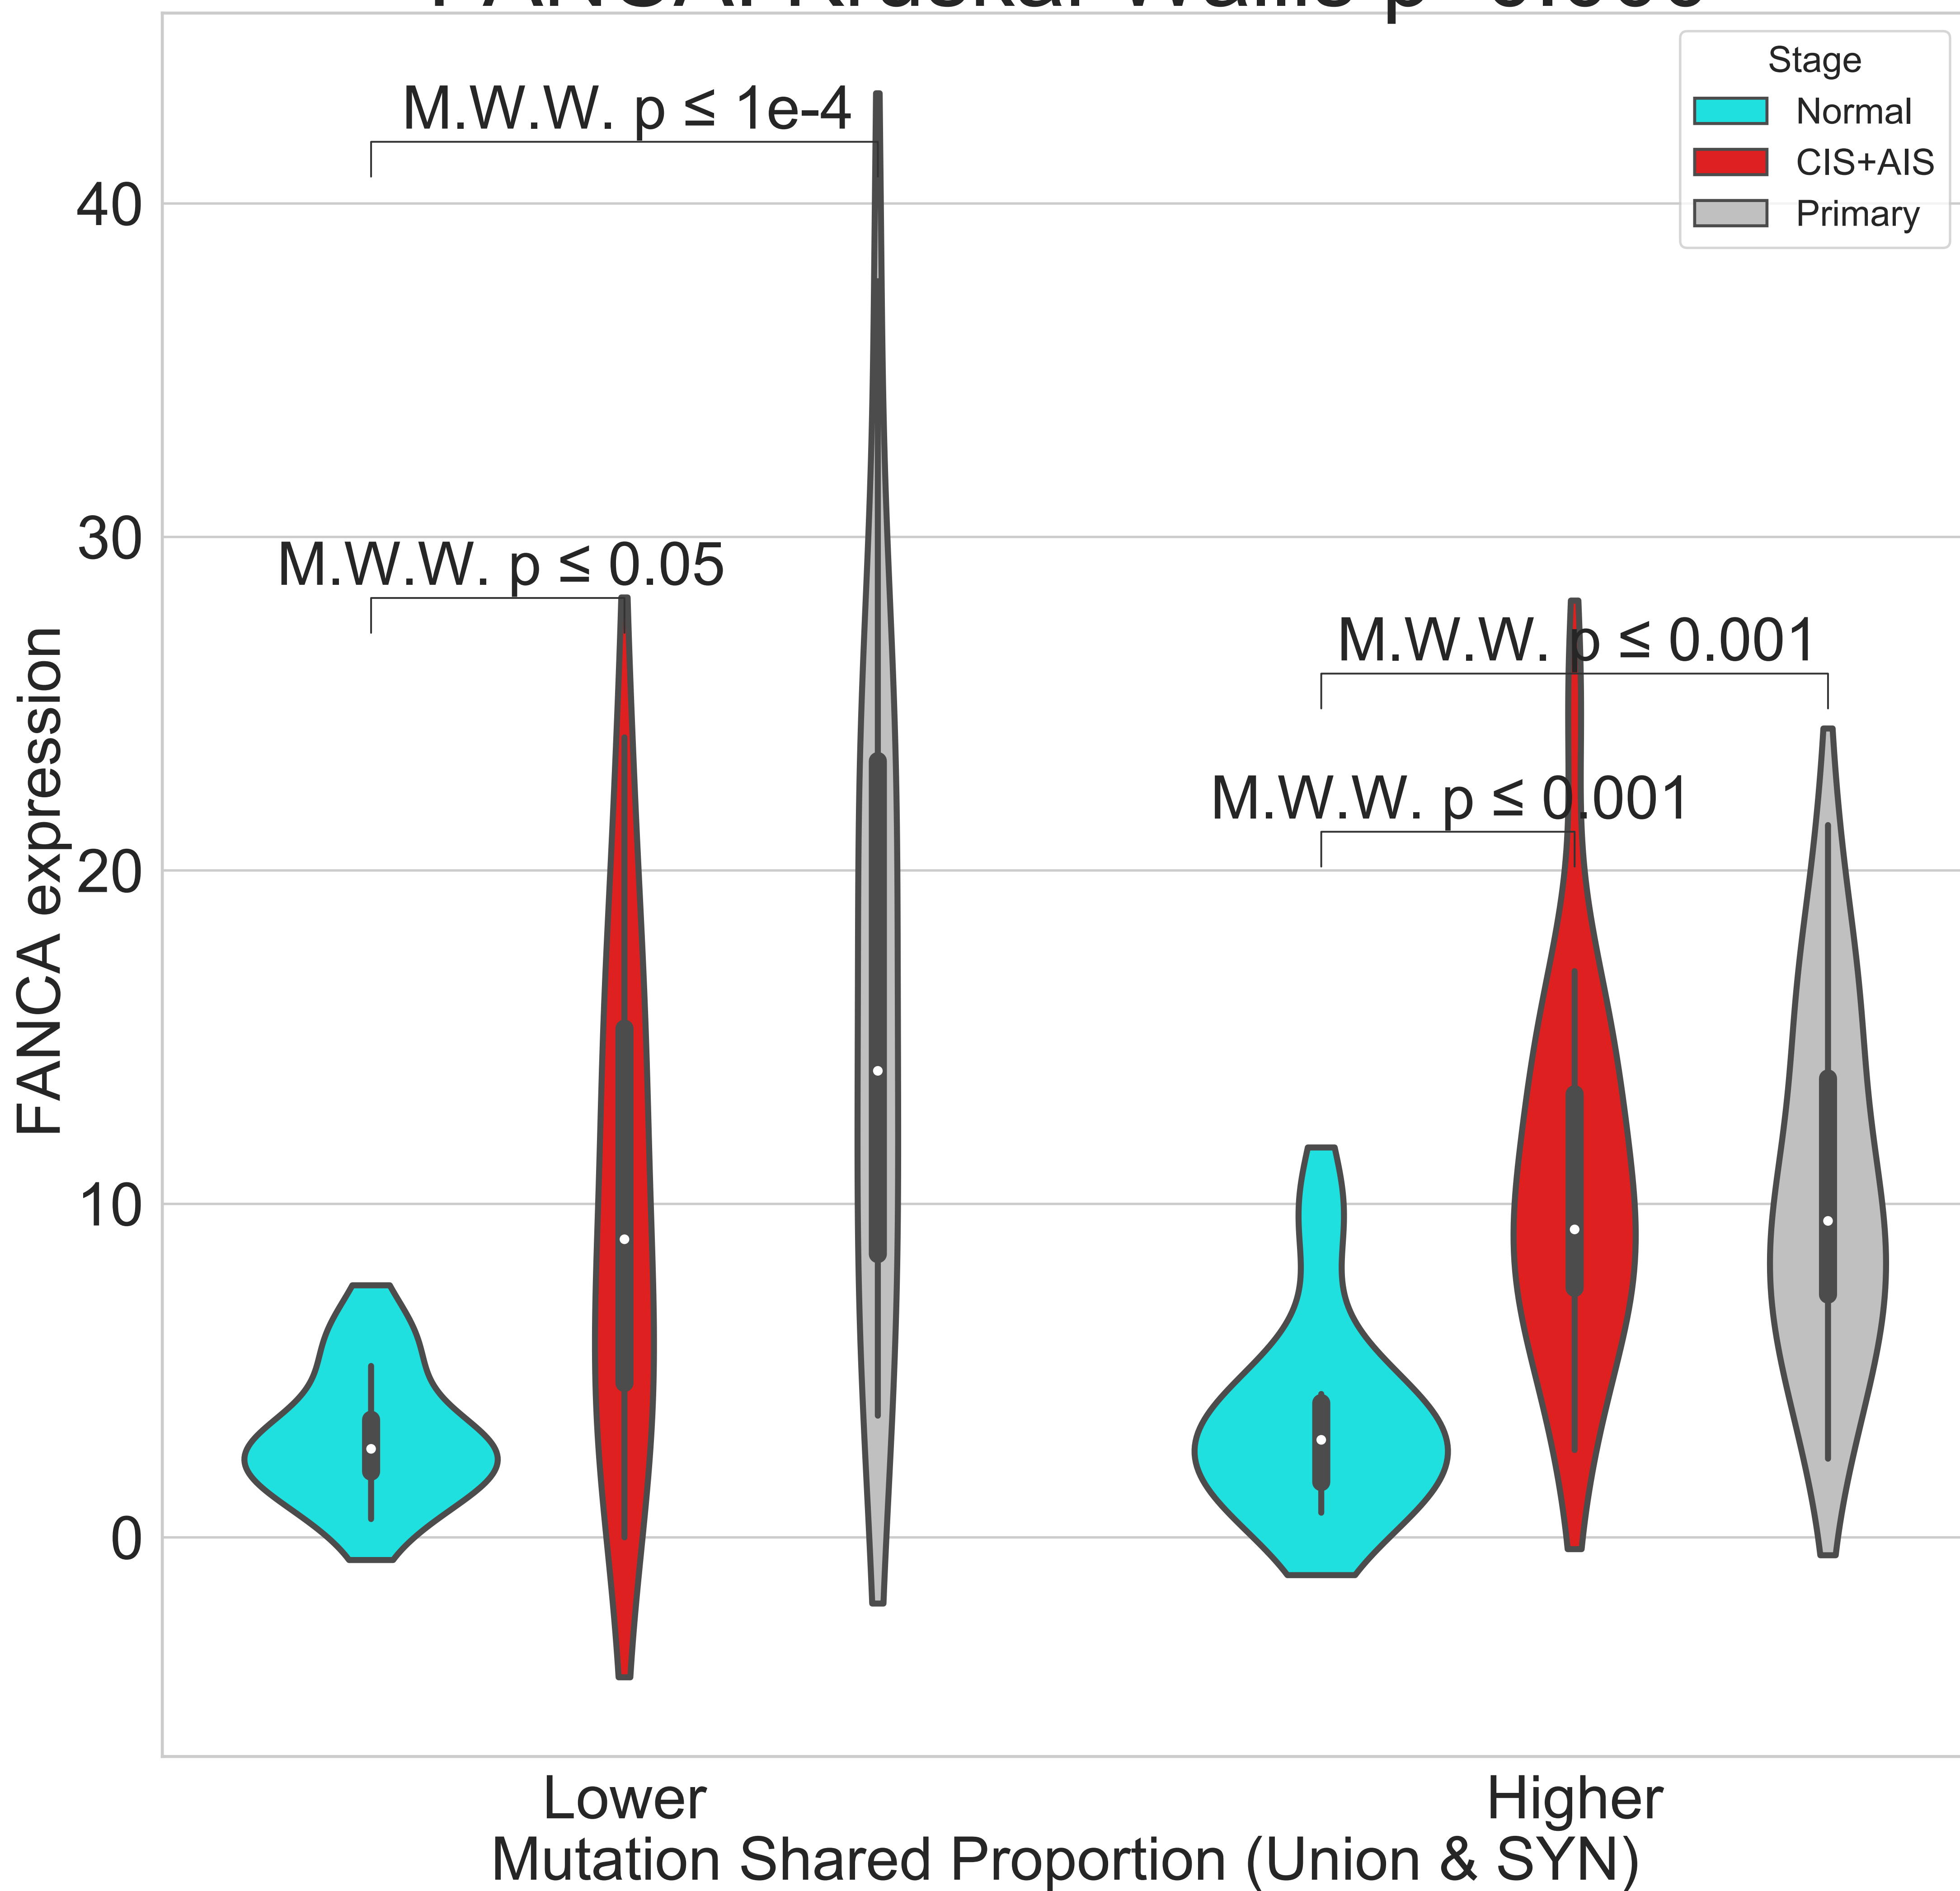 Stage
Normal
CIS+AIS
Primary
M.W.W. p ≤ 1e-4
M.W.W. p ≤ 0.05
M.W.W. p ≤ 0.001
M.W.W. p ≤ 0.001
40
30
20
10
0
FANCA expression
Lower
Higher
Mutation Shared Proportion (Union & SYN)